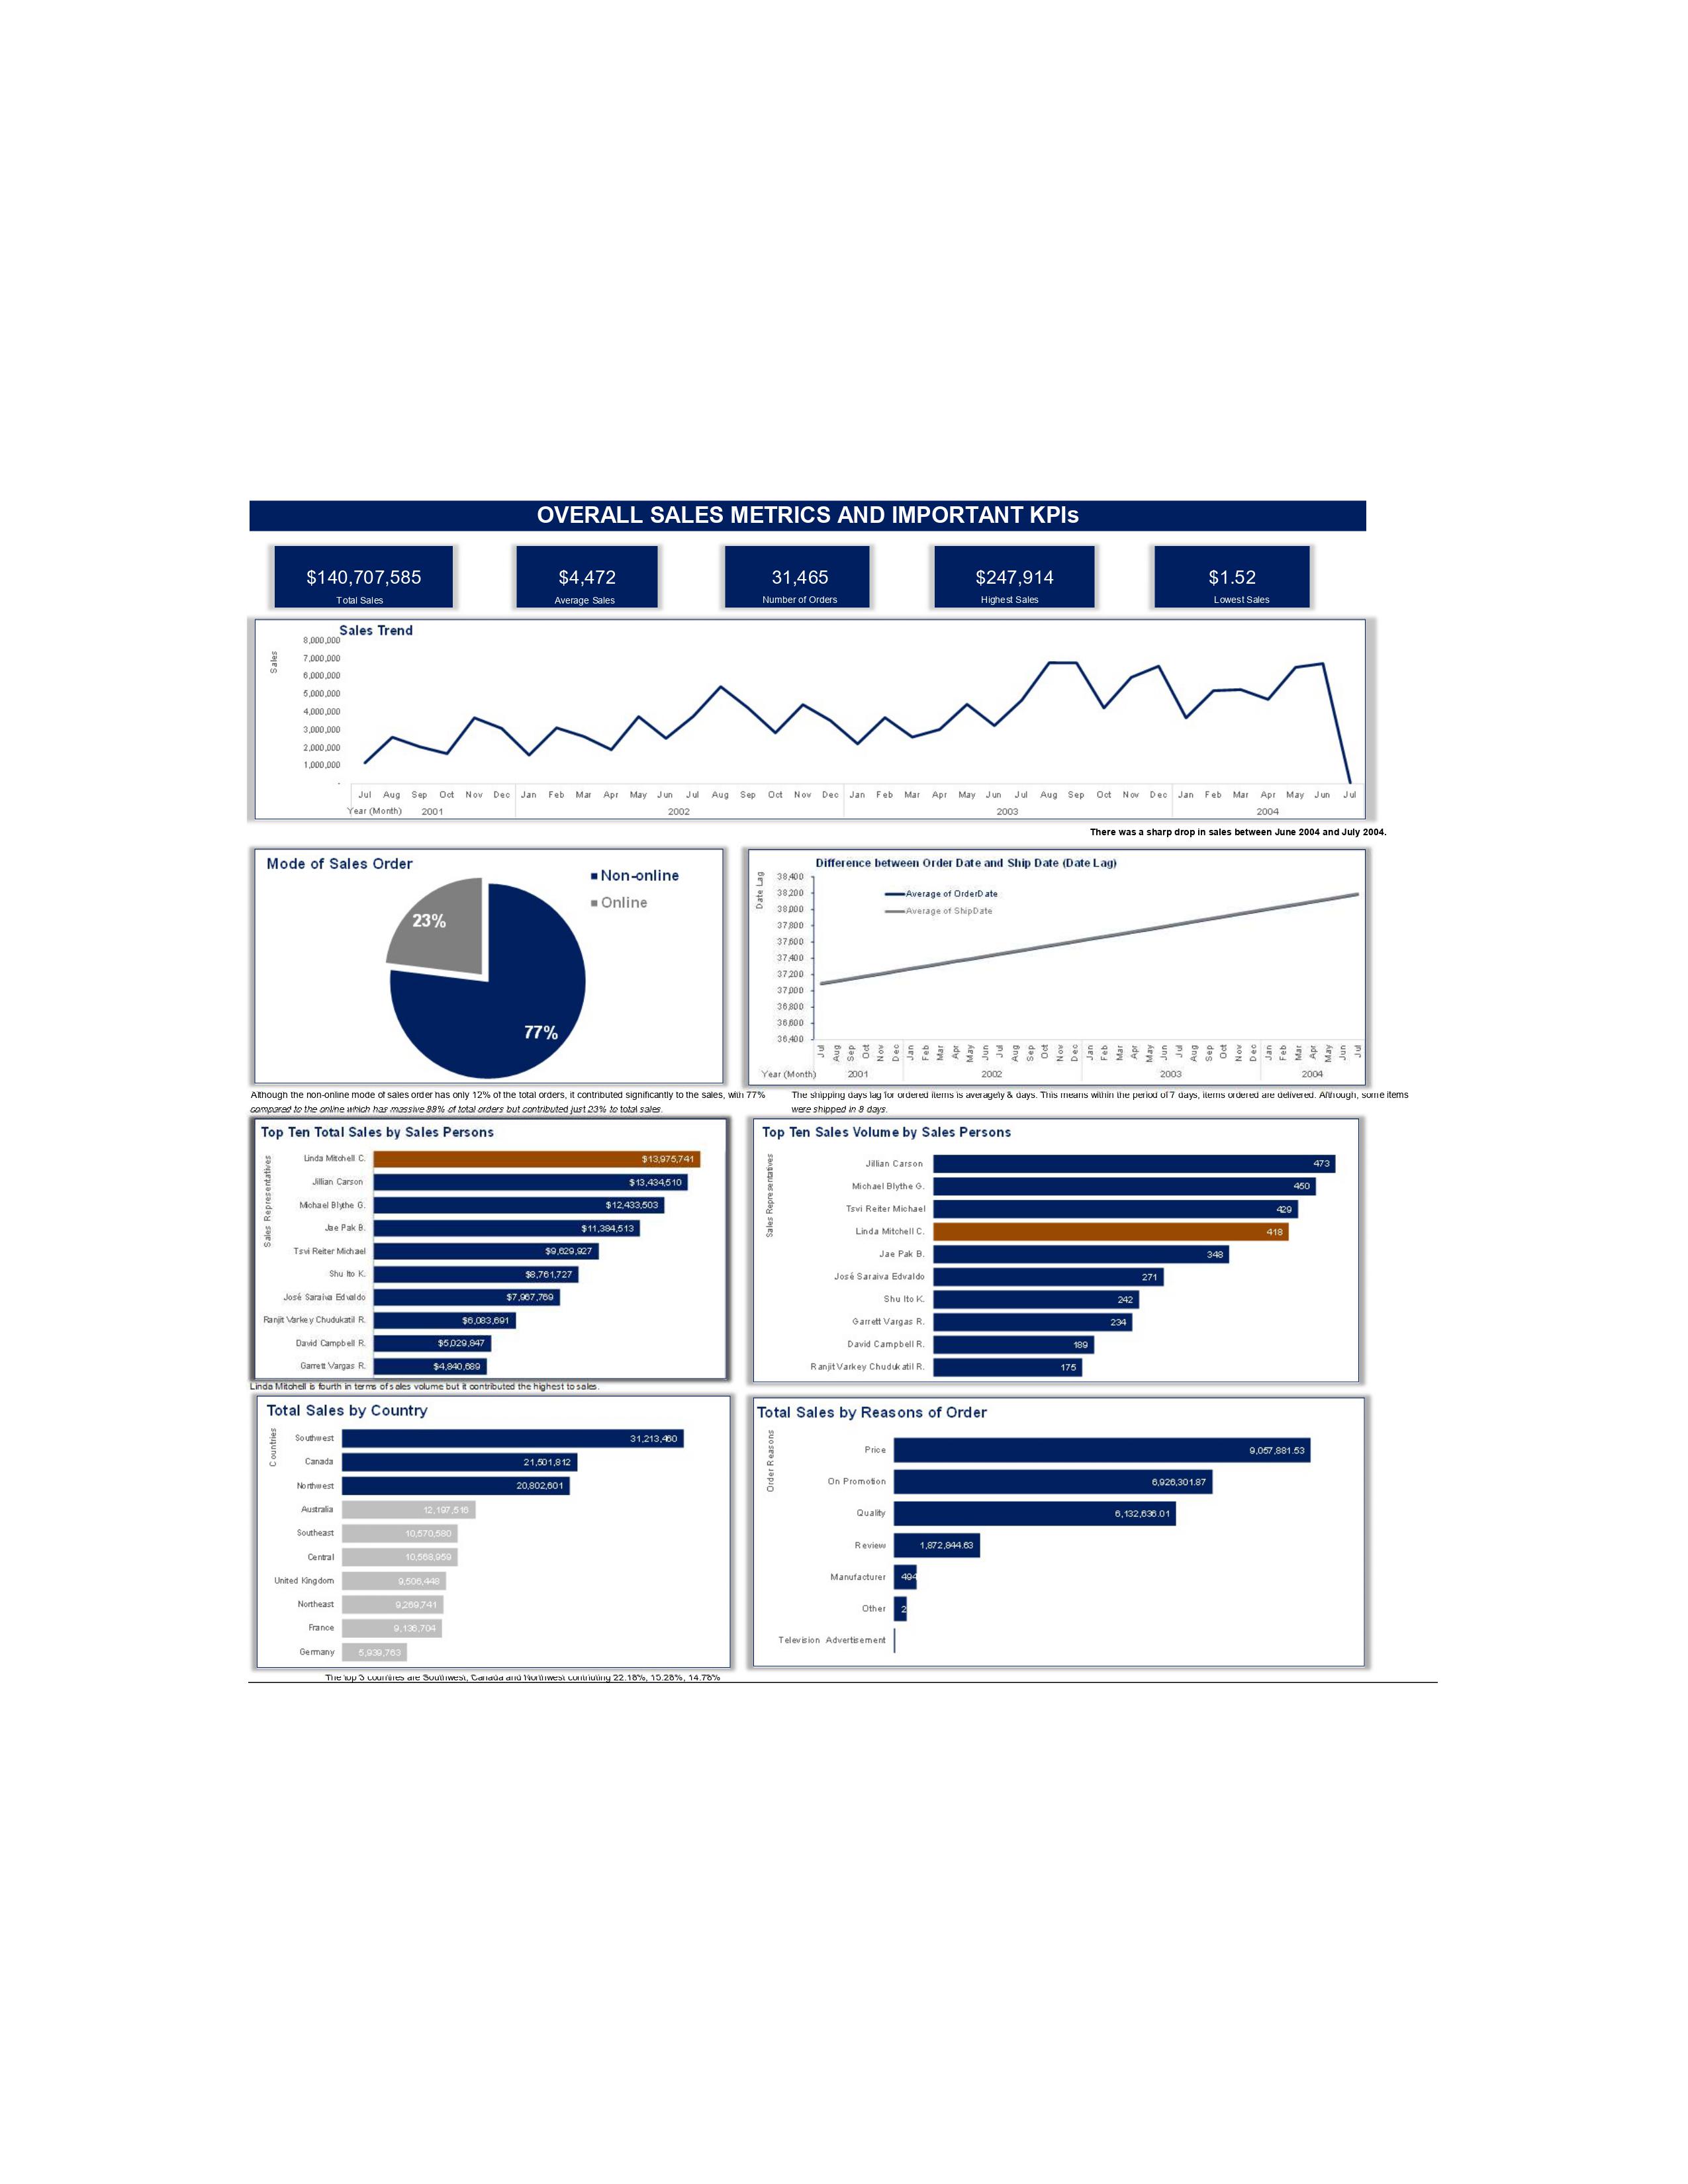 OVERALL SALES METRICS AND IMPORTANT KPIs
$140,707,585
Total Sales
$4,472
Average Sales
31,465
Number of Orders
$247,914
Highest Sales
$1.52
Lowest Sales
Sales Trend
Sales
8,000,000
7,000,000
6,000,000
5,000,000
4,000,000
3,000,000
2,000,000
1,000,000
-
Jul Aug Sep Oct Nov Dec Jan Feb Mar Apr May Jun Jul Aug Sep Oct Nov Dec Jan Feb Mar Apr May Jun Jul Aug Sep Oct Nov Dec Jan Feb Mar Apr May Jun Jul
Year (Month) 2001 2002 2003 2004
There was a sharp drop in sales between June 2004 and July 2004.
Mode of Sales Order
Non-online
Online
23%
77%
Difference between Order Date and Ship Date (Date Lag)
Date Lag
38,400
38,200
38,000
37,800
37,600
37,400
37,200
37,000
36,800
36,600
36,400
Average of OrderDate
Average of ShipDate
Jul Aug Sep Oct Nov Dec Jan Feb Mar Apr May Jun Jul Aug Sep Oct Nov Dec Jan Feb Mar Apr May Jun Jul Aug Sep Oct Nov Dec Jan Feb Mar Apr May Jun Jul
Year (Month) 2001 2002 2003 2004
Although the non-online mode of sales order has only 12% of the total orders, it contributed significantly to the sales, with 77%
compared to the online which has massive 88% of total orders but contributed just 23% to total sales.
The shipping days lag for ordered items is averagely & days. This means within the period of 7 days, items ordered are delivered. Although, some items
were shipped in 8 days.
Top Ten Total Sales by Sales Persons
Sales Representatives
Linda Mitchell C. $13,975,741
Jillian Carson $13,434,510
Michael Blythe G. $12,433,503
Jae Pak B. $11,384,513
Tsvi Reiter Michael $9,629,927
Shu Ito K. $8,761,727
José Saraiva Edvaldo $7,967,769
Ranjit Varkey Chudukatil R. $6,083,691
David Campbell R. $5,029,847
Garrett Vargas R. $4,840,689
Top Ten Sales Volume by Sales Persons
Sales Representatives
Jillian Carson 473
Michael Blythe G. 450
Tsvi Reiter Michael 429
Linda Mitchell C. 418
Jae Pak B. 348
José Saraiva Edvaldo 271
Shu Ito K. 242
Garrett Vargas R. 234
David Campbell R. 189
Ranjit Varkey Chudukatil R. 175
Linda Mitchell is fourth in terms of sales volume but it contributed the highest to sales.
Total Sales by Country
Countries
Southwest 31,213,460
Canada 21,501,812
Northwest 20,802,601
Australia 12,197,516
Southeast 10,570,580
Central 10,568,959
United Kingdom 9,506,448
Northeast 9,269,741
France 9,136,704
Germany 5,939,763
Total Sales by Reasons of Order
Order Reasons
Price 9,057,881.53
On Promotion 6,926,301.87
Quality 6,132,636.01
Review 1,872,844.63
Manufacturer 494
Other 2
Television Advertisement
The top 3 countires are Southwest, Canada and Northwest contriuting 22.18%, 15.28%, 14.78%